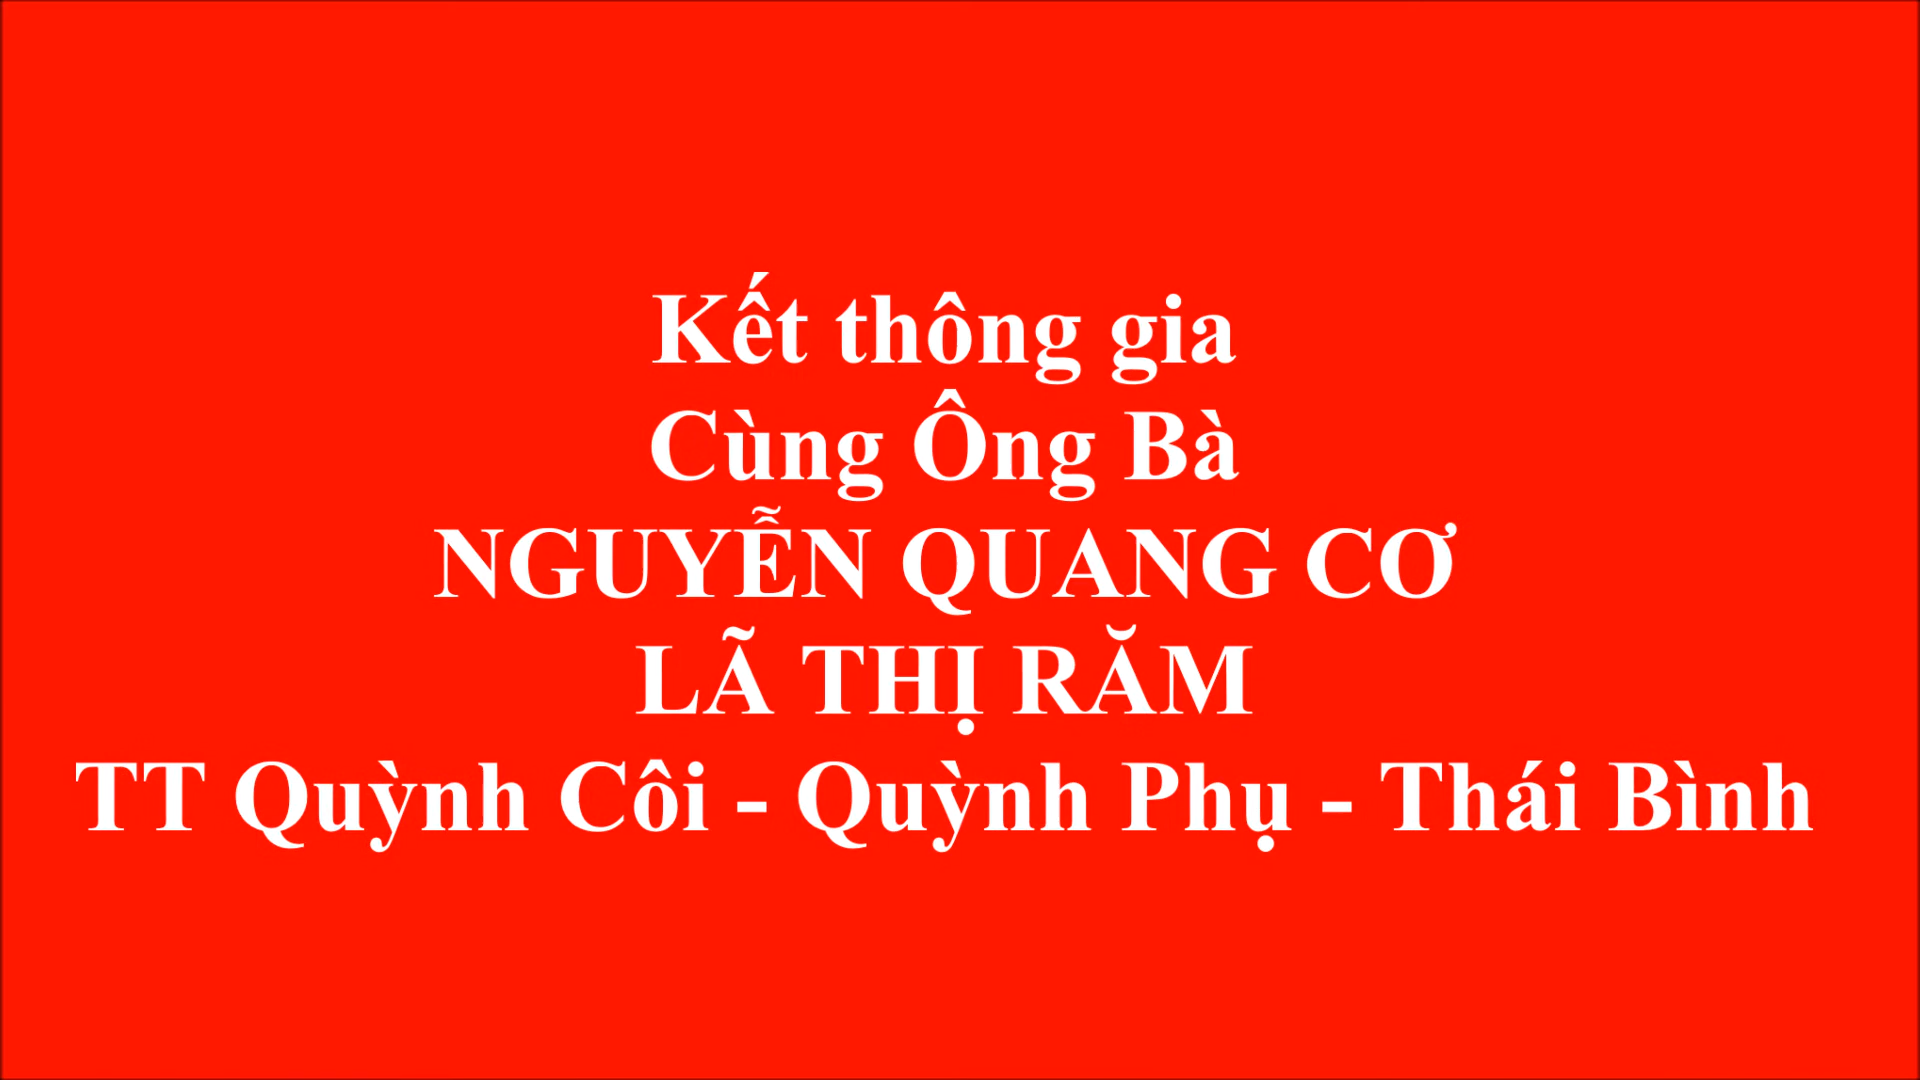 Kết thông gia
Cùng Ông Bà
NGUYỄN QUANG CƠ
LÃ THỊ RĂM
TT Quỳnh Côi - Quỳnh Phụ - Thái Bình